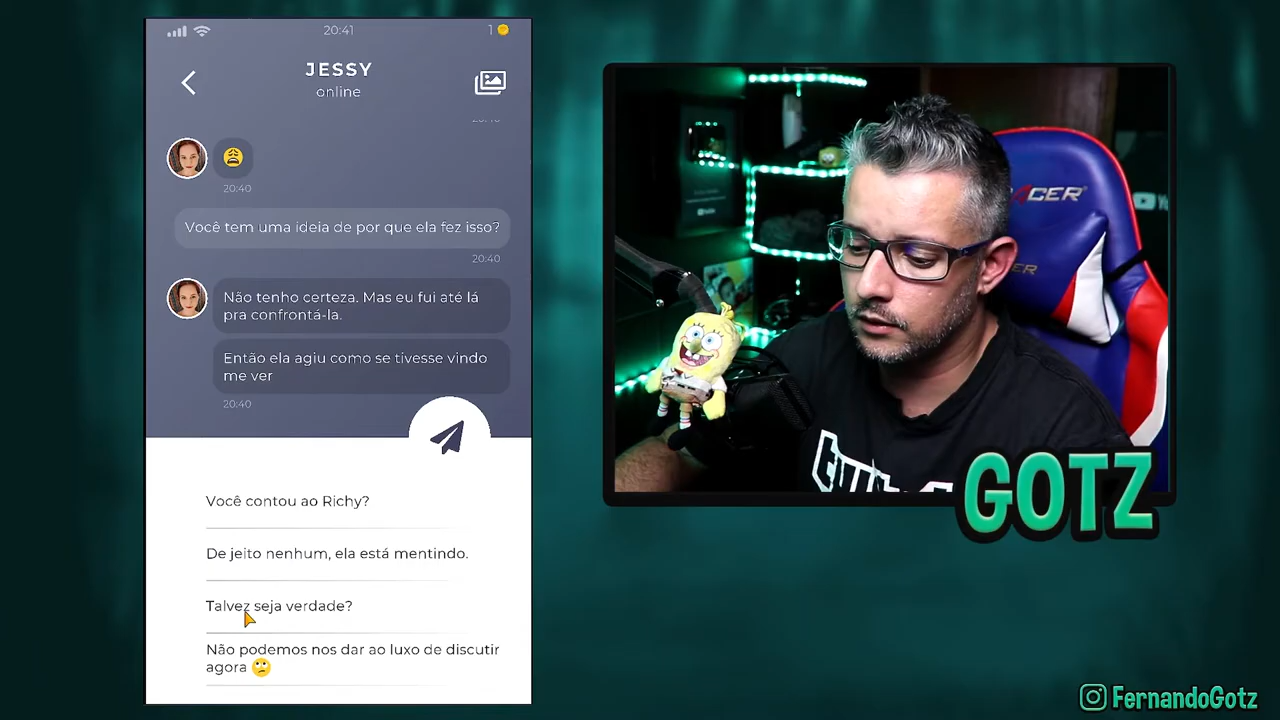 20:41
1
JESSY
online
20:40
Você tem uma ideia de por que ela fez isso?
20:40
Não tenho certeza. Mas eu fui até lá
pra confrontá-la.
Então ela agiu como se tivesse vindo
me ver
20:40
Você contou ao Richy?
De jeito nenhum, ela está mentindo.
Talvez seja verdade?
Não podemos nos dar ao luxo de discutir
agora 🙄
GOTZ
FernandoGotz